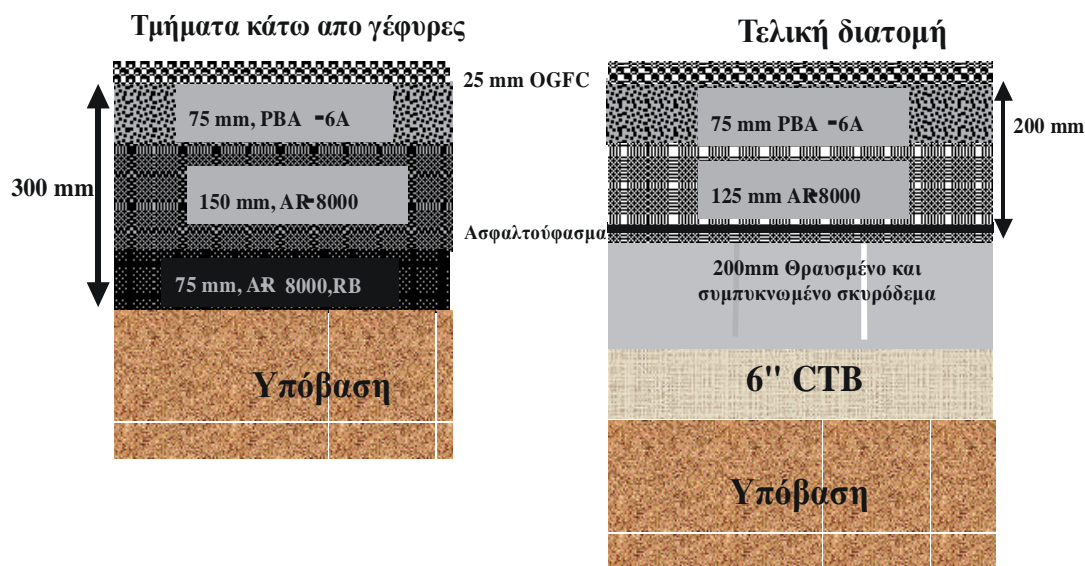 Τμήματα κάτω απο γέφυρες
300 mm
75 mm, PBA -6A
150 mm, AR-8000
75 mm, AR 8000,RB
Υπόβαση
25 mm OGFC
Ασφαλτούφασμα
Τελική διατομή
75 mm PBA -6A
125 mm AR-8000
200 mm
200mm Θραυσμένο και
συμπυκνωμένο σκυρόδεμα
6" CTB
Υπόβαση